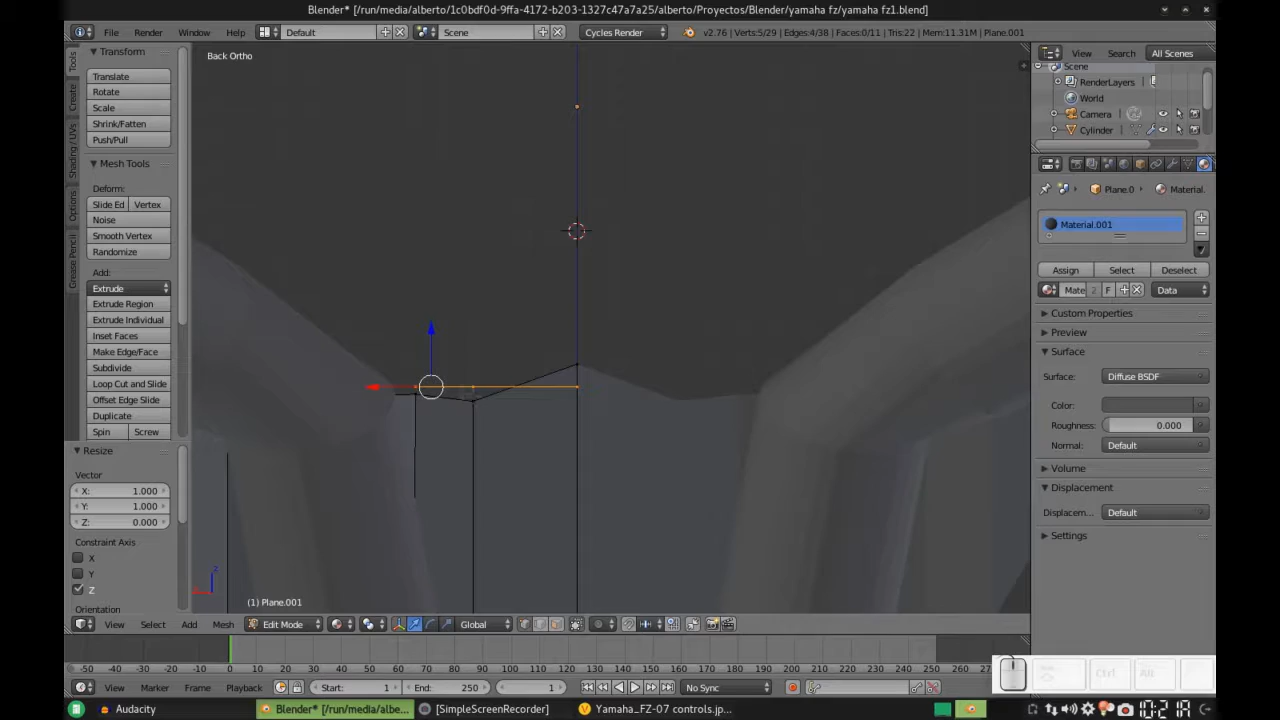 Blender* [/run/media/alberto/1c0bdf0d-9164-4172-b203-1327c47a7a25/alberto/Proyectos/Blender/yamaha fz/yamaha fz1.blend]
File Render Window Help Default Scene Cycles Render v2.76 | Verts:5/29 | Edges:4/38 | Faces:0/11 | Tris:22 | Mem:11.31M | Plane.001
Tools
Create
Shading / UVs
Options
Grease Pencil
Transform
Translate
Rotate
Scale
Shrink/Fatten
Push/Pull
Mesh Tools
Deform:
Slide Ed Vertex
Noise
Smooth Vertex
Randomize
Add:
Extrude
Extrude Region
Extrude Individual
Inset Faces
Make Edge/Face
Subdivide
Loop Cut and Slide
Offset Edge Slide
Duplicate
Spin Screw
Resize
Vector
X: 1.000
Y: 1.000
Z: 0.000
Constraint Axis
X
Y
Z
Orientation
Back Ortho
z
(1) Plane.001
View Select Add Mesh Edit Mode Global
View Search All Scenes
Scene
RenderLayers
World
Camera
Cylinder
Plane.0 Material.
Material.001
Assign Select Deselect
Mate 2 F Data
Custom Properties
Preview
Surface
Surface: Diffuse BSDF
Color:
Roughness: 0.000
Normal: Default
Volume
Displacement
Displacem... Default
Settings
-50 -40 -30 -20 -10 0 10 20 30 40 50 60 70 80 90 100 110 120 130 140 150 160 170 180 190 200 210 220 230 240 250 260
View Marker Frame Playback Start: 1 End: 250 1 No Sync
Ctrl Alt
Audacity Blender* [/run/media/albe... [SimpleScreenRecorder] Yamaha_FZ-07 controls.jp...